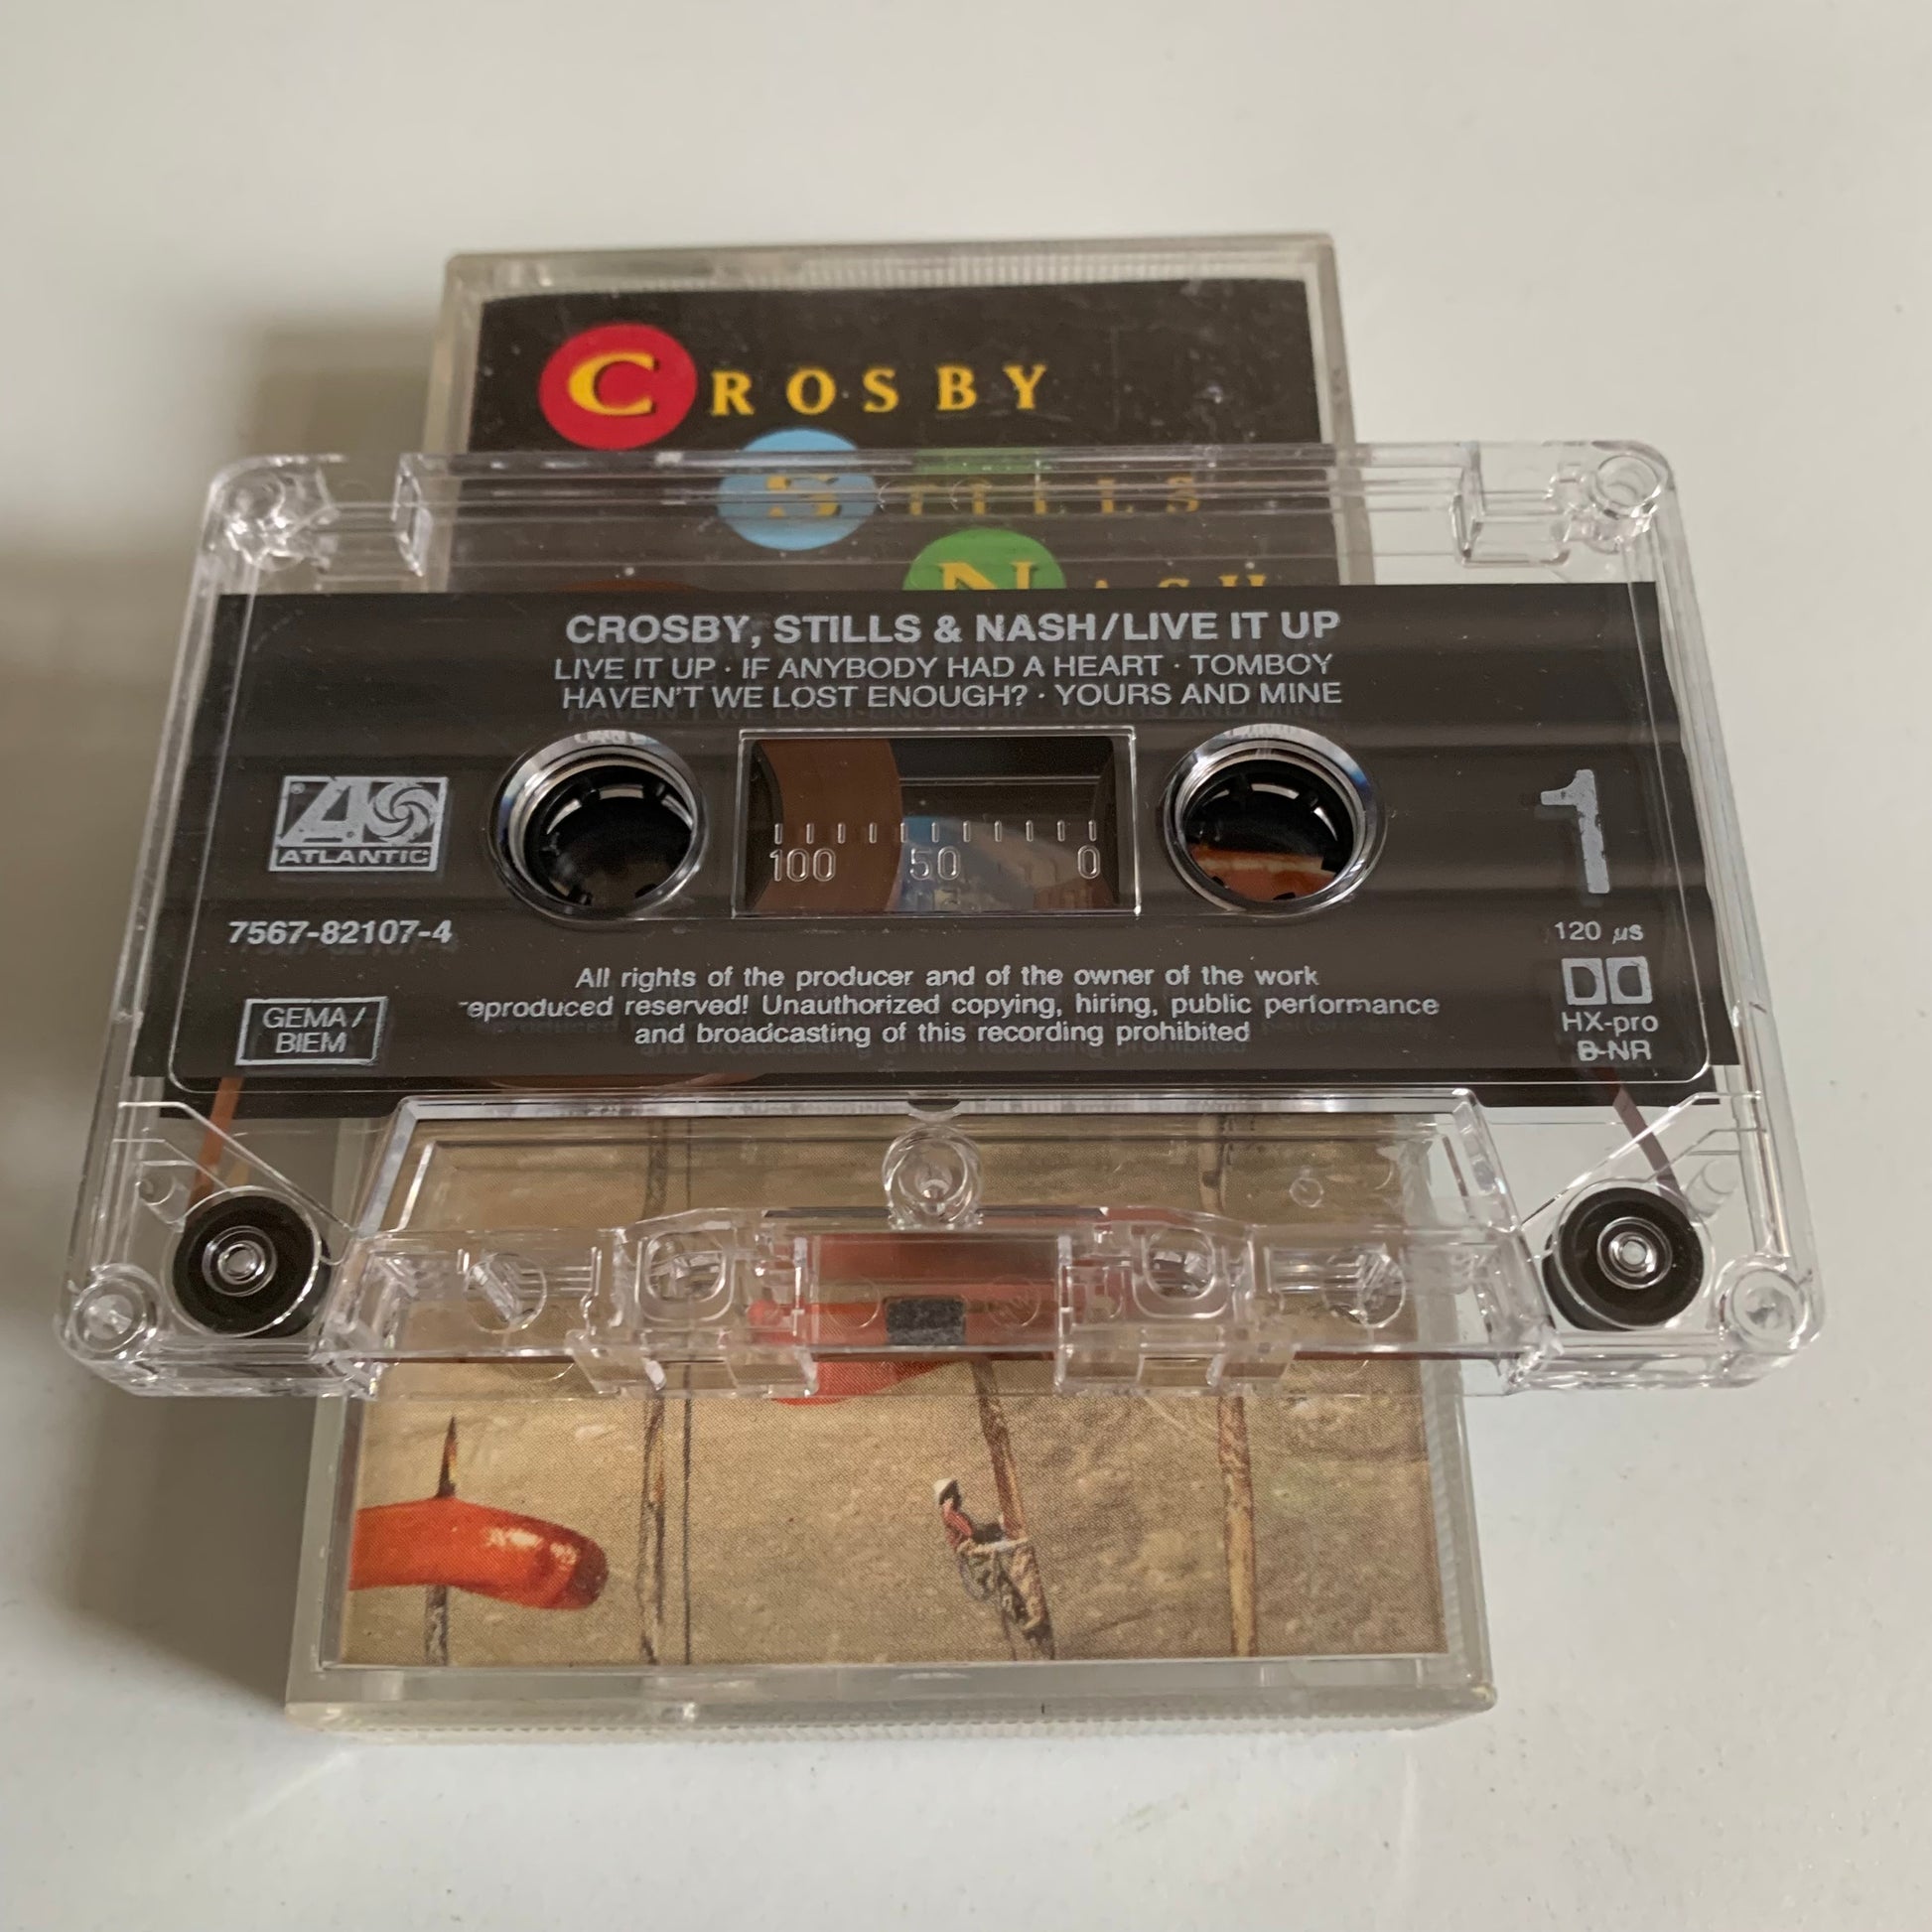 CROSBY
STILLS
NASH
CROSBY, STILLS & NASH/LIVE IT UP
LIVE IT UP · IF ANYBODY HAD A HEART · TOMBOY
HAVEN'T WE LOST ENOUGH? · YOURS AND MINE
ATLANTIC
100 50 0
1
7567-82107-4
120 µs
All rights of the producer and of the owner of the work
eproduced reserved! Unauthorized copying, hiring, public performance
and broadcasting of this recording prohibited
GEMA/
BIEM
HX-pro
B-NR